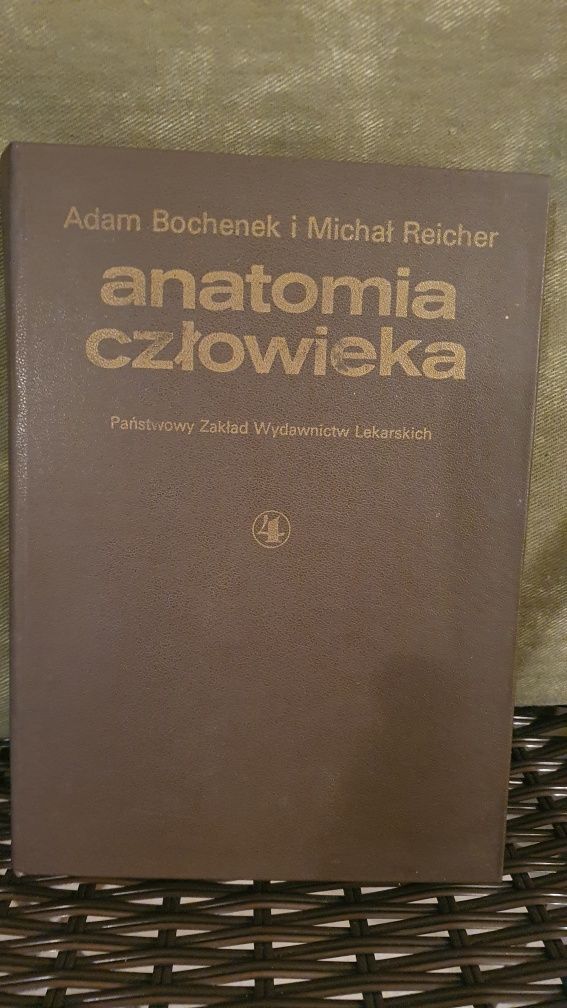 Adam Bochenek i Michał Reicher
anatomia
człowieka
Państwowy Zakład Wydawnictw Lekarskich
4